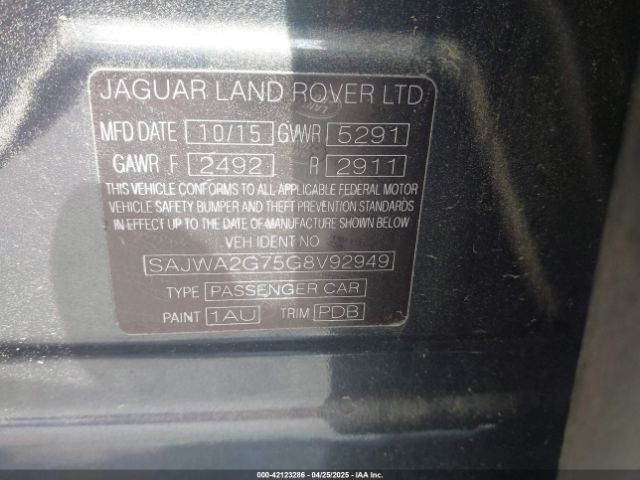 JAGUAR LAND ROVER LTD
MFD DATE 10/15 GVWR 5291
GAWR F 2492 R 2911
THIS VEHICLE CONFORMS TO ALL APPLICABLE FEDERAL MOTOR
VEHICLE SAFETY BUMPER AND THEFT PREVENTION STANDARDS
IN EFFECT UP TO THE DATE OF MANUFACTURE SHOWN BELOW
VEH IDENT NO
SAJWA2G75G8V92949
TYPE PASSENGER CAR
PAINT 1AU TRIM PDB
000-42123286 - 04/25/2025 - IAA Inc.